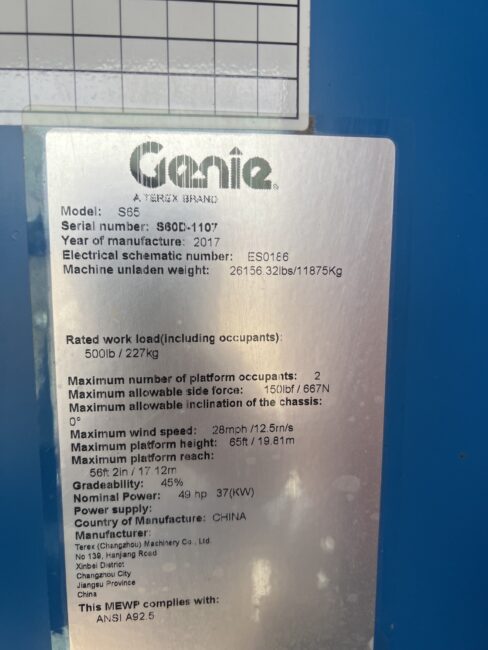 Genie
A TEREX BRAND
Model: S65
Serial number: S60D-1107
Year of manufacture: 2017
Electrical schematic number: ES0186
Machine unladen weight: 26156.32lbs/11875Kg
Rated work load(including occupants):
500lb / 227kg
Maximum number of platform occupants: 2
Maximum allowable side force: 150lbf / 667N
Maximum allowable inclination of the chassis:
0°
Maximum wind speed: 28mph /12.5m/s
Maximum platform height: 65ft / 19.81m
Maximum platform reach:
56ft 2in / 17.12m
Gradeability: 45%
Nominal Power: 49 hp 37(KW)
Power supply:
Country of Manufacture: CHINA
Manufacturer:
Terex (Changzhou) Machinery Co., Ltd.
No 139, Hanjiang Road
Xinbei District
Changzhou City
Jiangsu Province
China
This MEWP complies with:
ANSI A92.5